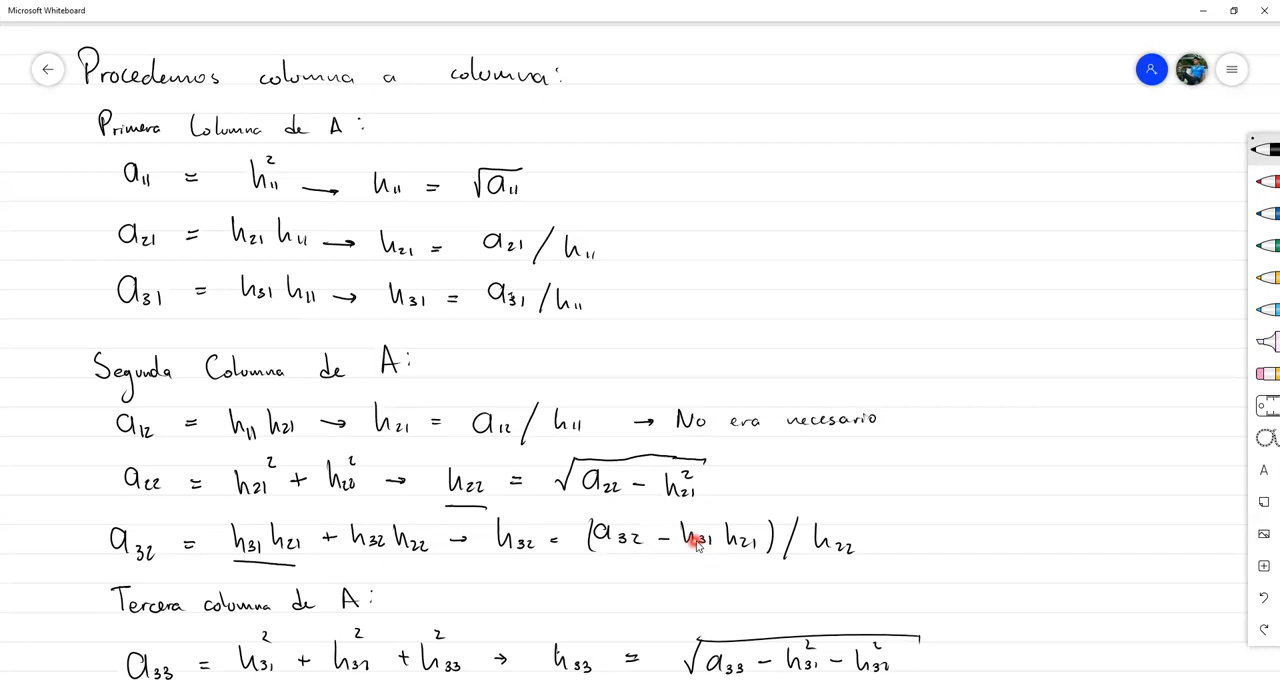 Microsoft Whiteboard
Procedemos columna a columna:
Primera Columna de A:
a₁₁ = h₁₁² → h₁₁ = √a₁₁
a₂₁ = h₂₁ h₁₁ → h₂₁ = a₂₁ / h₁₁
a₃₁ = h₃₁ h₁₁ → h₃₁ = a₃₁ / h₁₁
Segunda Columna de A:
a₁₂ = h₁₁ h₂₁ → h₂₁ = a₁₂ / h₁₁ → No era necesario
a₂₂ = h₂₁² + h₂₂² → h₂₂ = √(a₂₂ − h₂₁²)
a₃₂ = h₃₁ h₂₁ + h₃₂ h₂₂ → h₃₂ = (a₃₂ − h₃₁ h₂₁) / h₂₂
Tercera columna de A:
a₃₃ = h₃₁² + h₃₂² + h₃₃² → h₃₃ = √(a₃₃ − h₃₁² − h₃₂²)